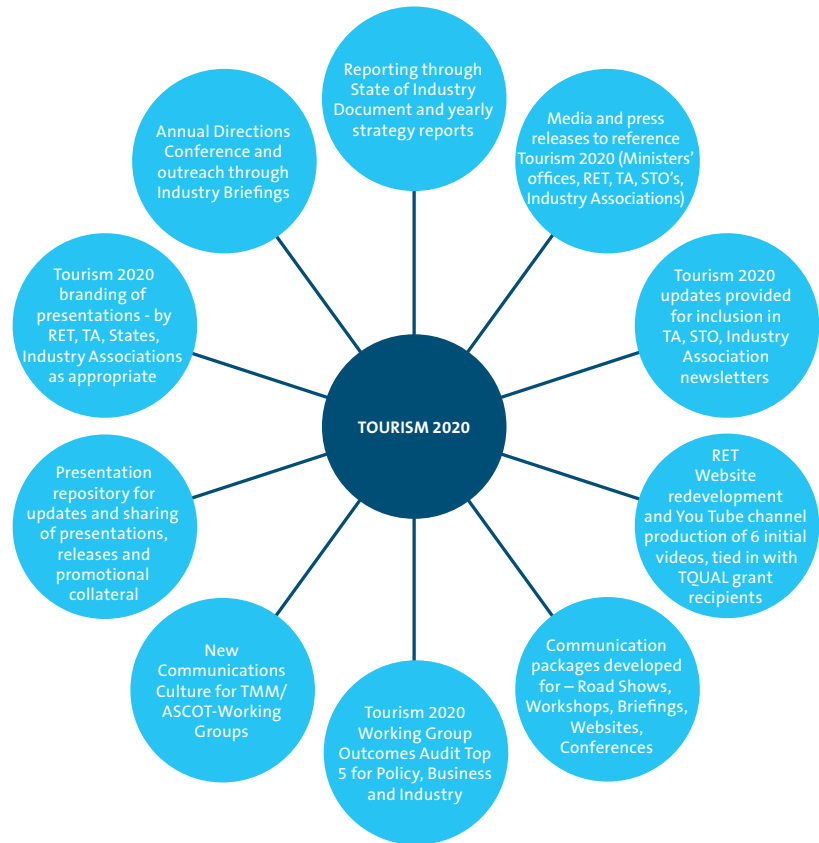 Reporting through
State of Industry
Document and yearly
strategy reports
Media and press
releases to reference
Tourism 2020 (Ministers’
offices, RET, TA, STO’s,
Industry Associations)
Tourism 2020
updates provided
for inclusion in
TA, STO, Industry
Association
newsletters
RET
Website
redevelopment
and You Tube channel
production of 6 initial
videos, tied in with
TQUAL grant
recipients
Communication
packages developed
for – Road Shows,
Workshops, Briefings,
Websites,
Conferences
Tourism 2020
Working Group
Outcomes Audit Top
5 for Policy, Business
and Industry
New
Communications
Culture for TMM/
ASCOT-Working
Groups
Presentation
repository for
updates and sharing
of presentations,
releases and
promotional
collateral
Tourism 2020
branding of
presentations - by
RET, TA, States,
Industry Associations
as appropriate
Annual Directions
Conference and
outreach through
Industry Briefings
TOURISM 2020